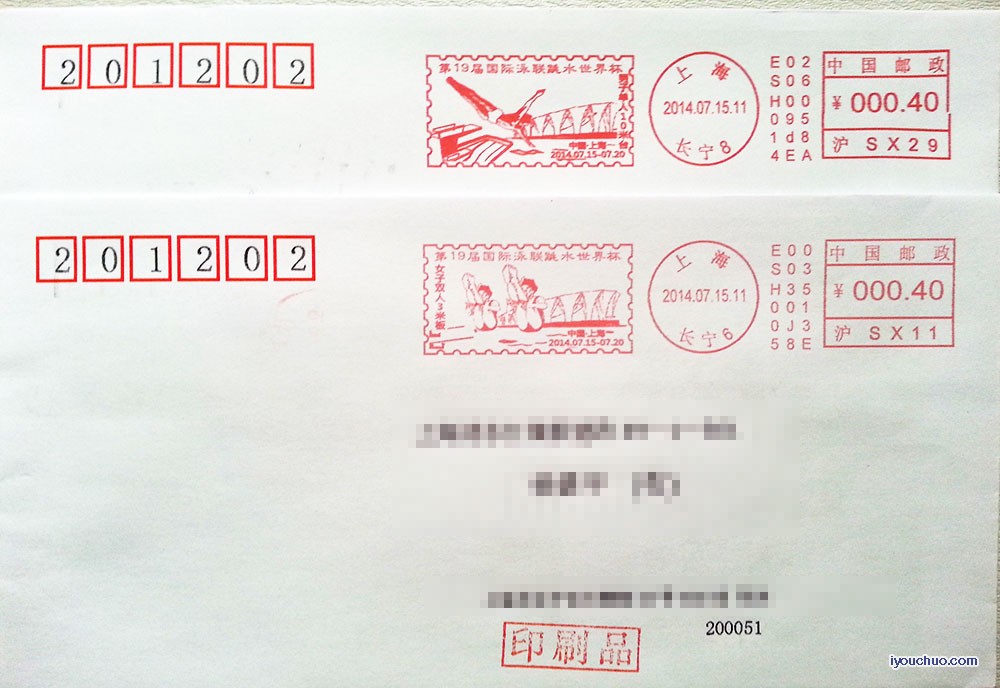 201202
第19届国际泳联跳水世界杯
男子单人10米台
中国·上海
2014.07.15-07.20
上海
2014.07.15.11
长宁8
E02
S06
H00
095
1d8
4EA
中国邮政
¥ 000.40
沪 SX29
201202
第19届国际泳联跳水世界杯
女子双人3米板
中国·上海
2014.07.15-07.20
上海
2014.07.15.11
长宁6
E00
S03
H35
001
0J3
58E
中国邮政
¥ 000.40
沪 SX11
200051
印刷品
iyouchuo.com